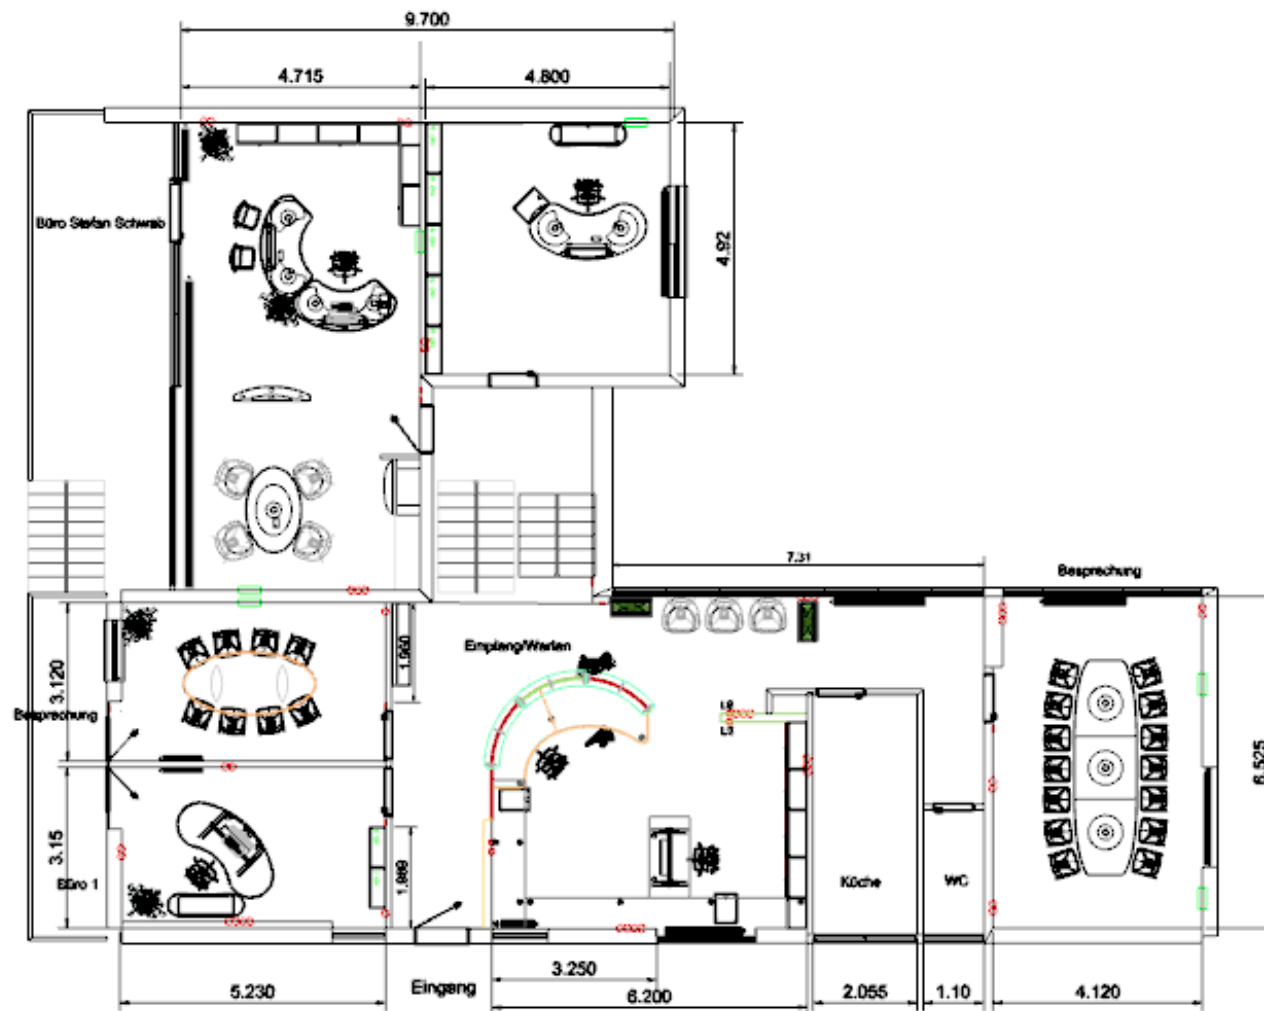 9.700
4.715
4.800
Büro Stefan Schwab
4.92
7.31
Besprechung
Empfang/Warten
1.960
3.120
Besprechung
6.525
3.15
Büro 1
1.989
Küche
WC
3.250
Eingang
5.230
6.200
2.055
1.10
4.120